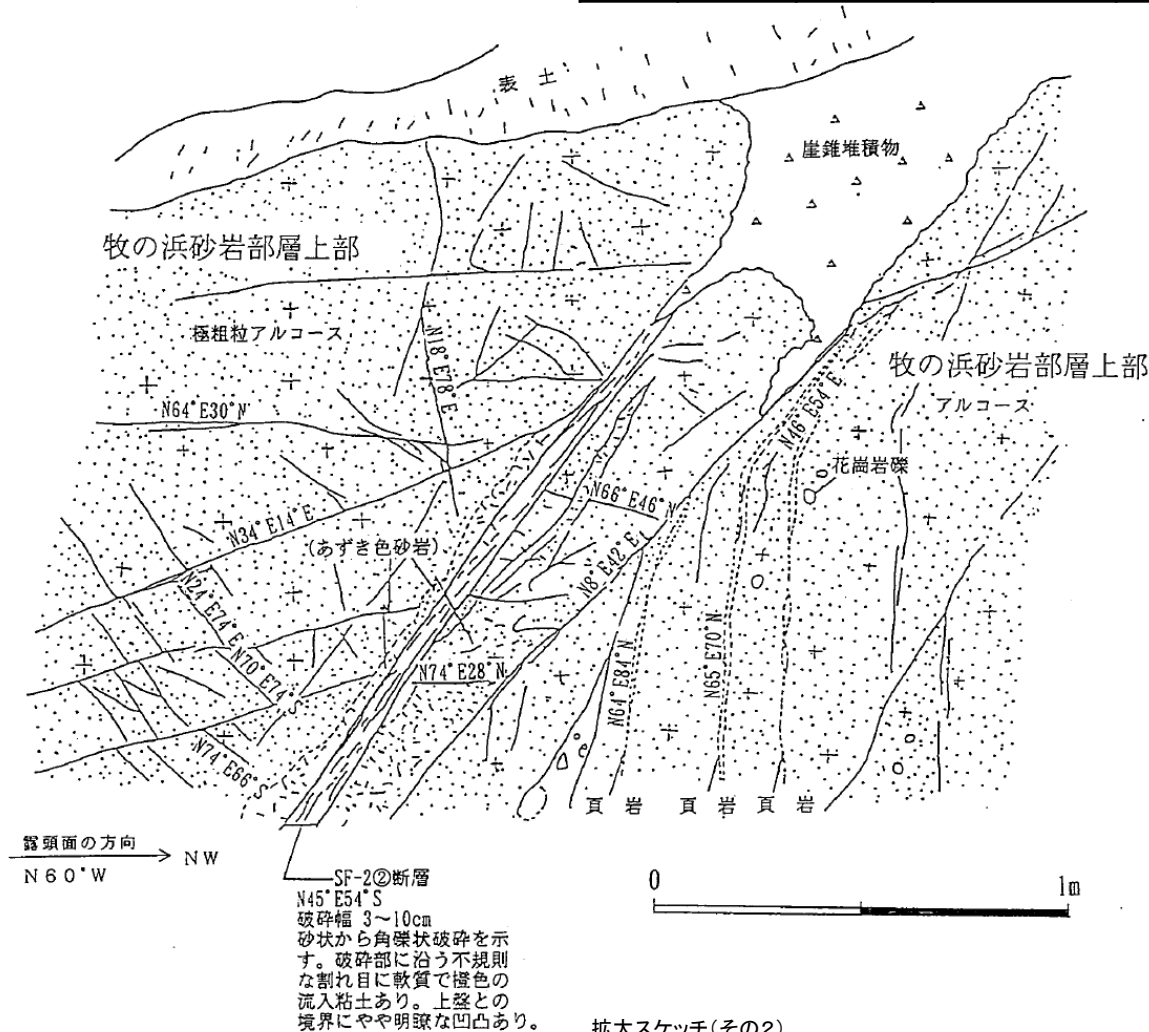 表土
崖錐堆積物
牧の浜砂岩部層上部
極粗粒アルコース
N18°E78°E
N64°E30°N
牧の浜砂岩部層上部
アルコース
N46°E54°E
花崗岩礫
N66°E46°N
N34°E14°E
(あずき色砂岩)
N8°E42°E
N24°E74°E
N70°E74°S
N74°E28°N
N64°E84°N
N65°E70°N
N74°E66°S
頁岩 頁岩 頁岩
露頭面の方向
N60°W
NW
SF-2②断層
N45°E54°S
破砕幅 3~10cm
砂状から角礫状破砕を示
す。破砕部に沿う不規則
な割れ目に軟質で橙色の
流入粘土あり。上盤との
境界にやや明瞭な凹凸あり。
0
1m
拡大スケッチ(その2)